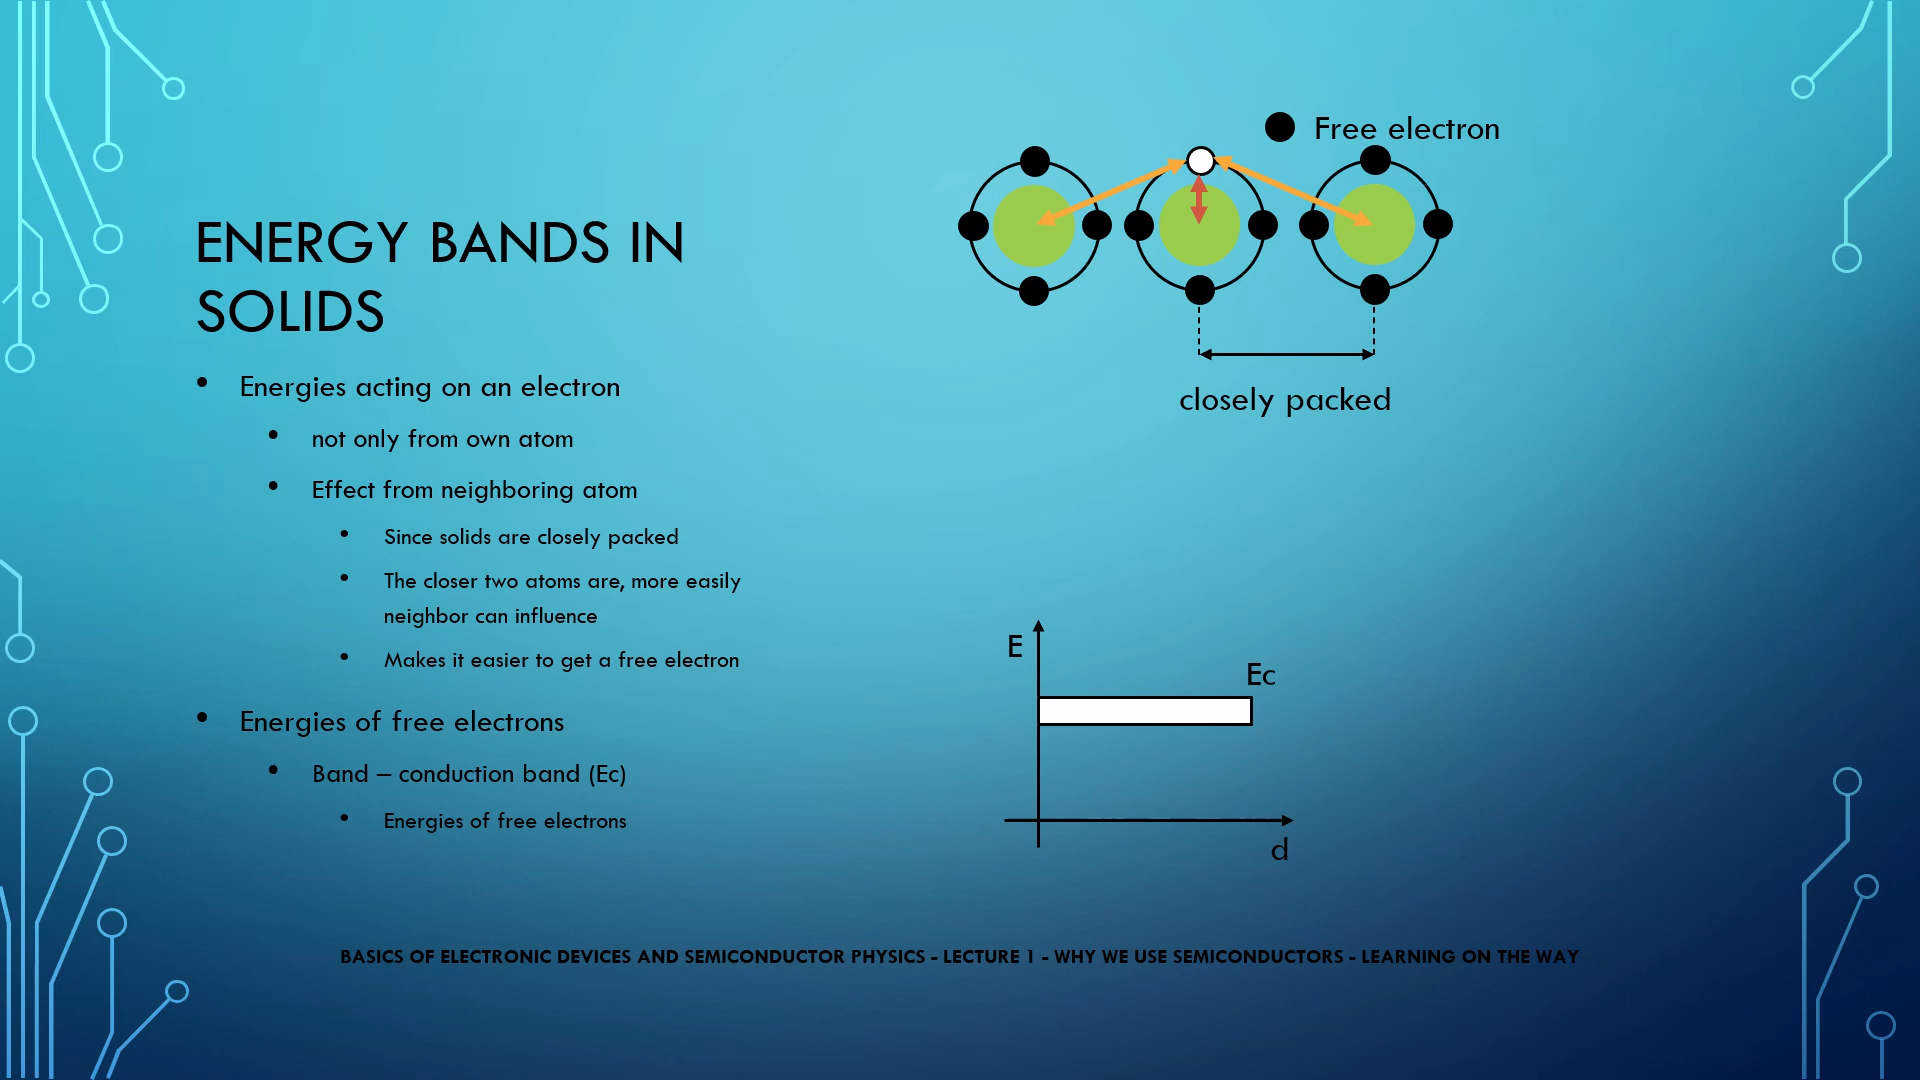 ENERGY BANDS IN
SOLIDS
• Energies acting on an electron
• not only from own atom
• Effect from neighboring atom
• Since solids are closely packed
• The closer two atoms are, more easily
neighbor can influence
• Makes it easier to get a free electron
• Energies of free electrons
• Band – conduction band (Ec)
• Energies of free electrons
Free electron
closely packed
E
Ec
d
BASICS OF ELECTRONIC DEVICES AND SEMICONDUCTOR PHYSICS - LECTURE 1 - WHY WE USE SEMICONDUCTORS - LEARNING ON THE WAY